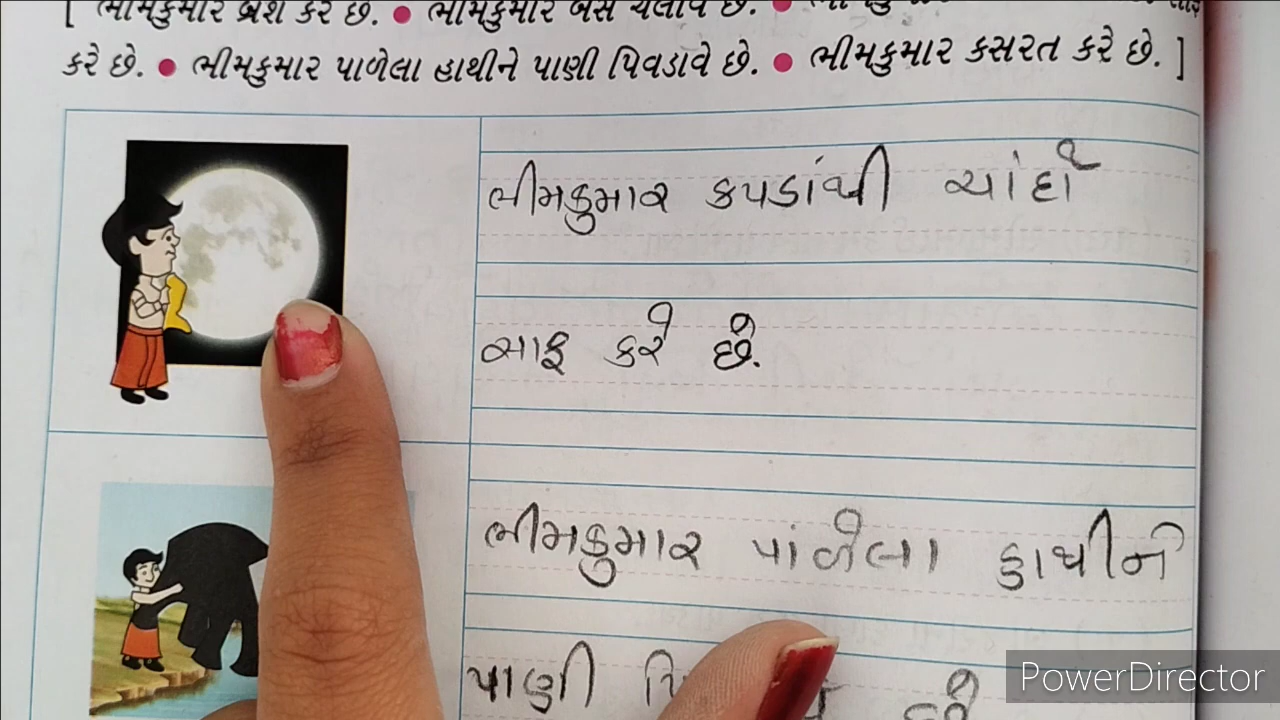 [ ભીમકુમાર બ્રશ કરે છે. ● ભીમકુમાર બસ ચલાવે છે. ●
કરે છે. ● ભીમકુમાર પાળેલા હાથીને પાણી પિવડાવે છે. ● ભીમકુમાર કસરત કરે છે. ]
ભીમકુમાર કપડાંથી ચાંદો
સાફ કરે છે.
ભીમકુમાર પાંળેલા હાથીને
પાણી છે
PowerDirector